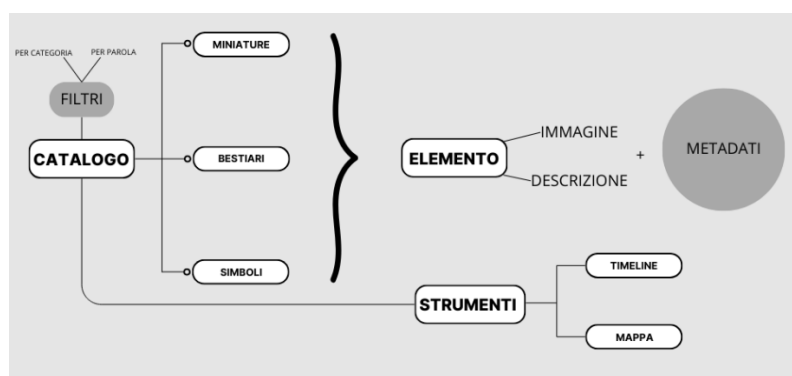 PER CATEGORIA
PER PAROLA
FILTRI
CATALOGO
MINIATURE
BESTIARI
SIMBOLI
ELEMENTO
IMMAGINE
DESCRIZIONE
+
METADATI
STRUMENTI
TIMELINE
MAPPA